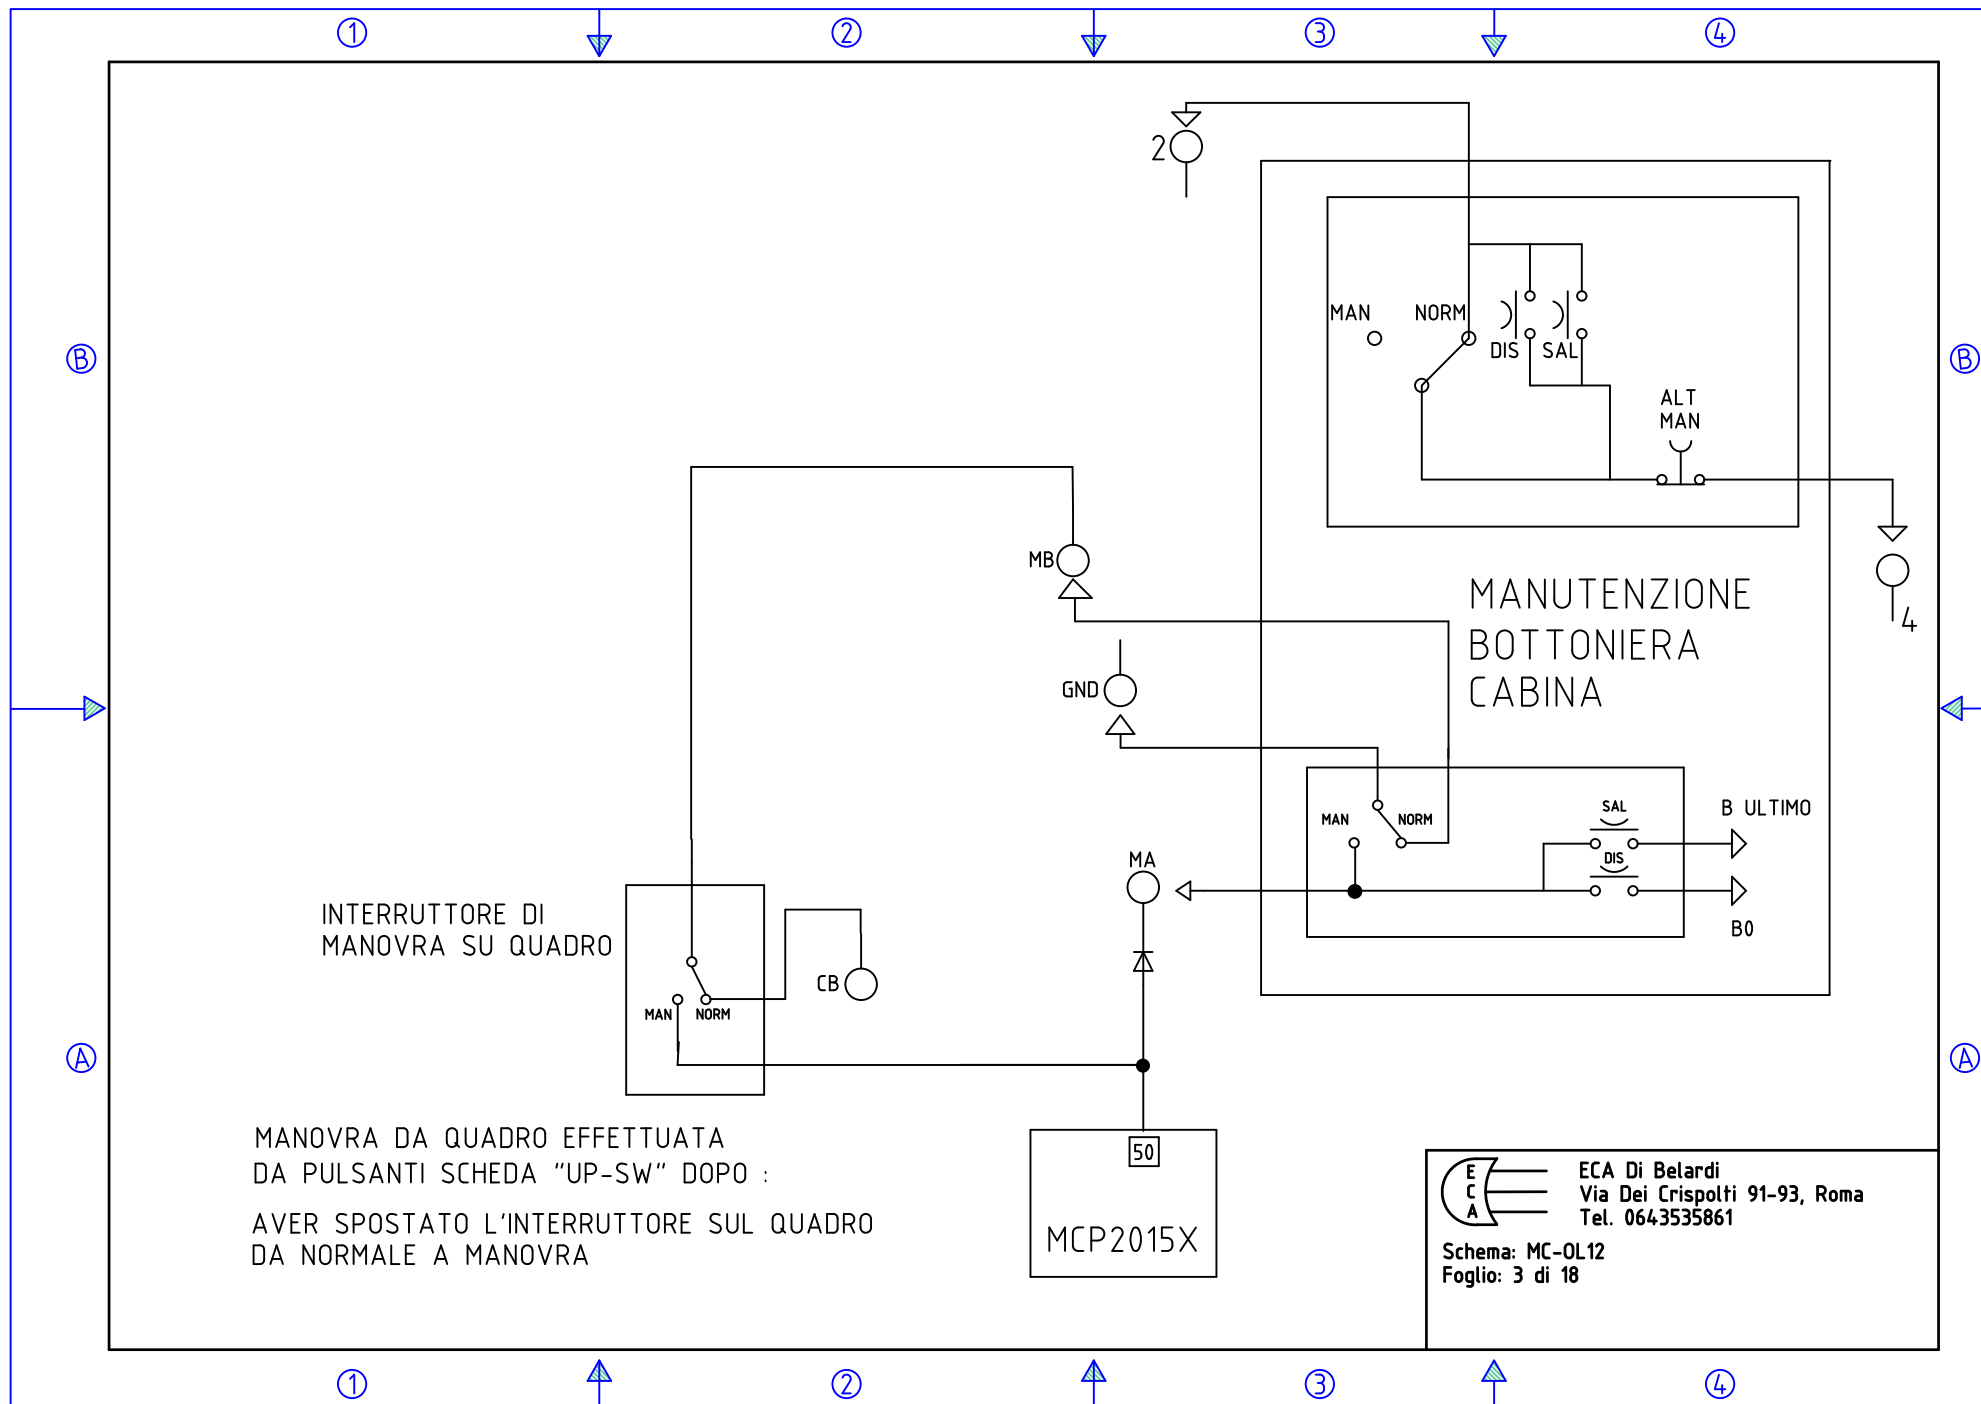 1 2 3 4
2
MAN NORM
DIS SAL
ALT
MAN
B B
MB
4
MANUTENZIONE
BOTTONIERA
CABINA
GND
MAN NORM
SAL
DIS
B ULTIMO
B0
MA
INTERRUTTORE DI
MANOVRA SU QUADRO
MAN NORM
CB
A A
MANOVRA DA QUADRO EFFETTUATA
DA PULSANTI SCHEDA "UP-SW" DOPO :
AVER SPOSTATO L'INTERRUTTORE SUL QUADRO
DA NORMALE A MANOVRA
50
MCP2015X
E
C
A
ECA Di Belardi
Via Dei Crispolti 91-93, Roma
Tel. 0643535861
Schema: MC-OL12
Foglio: 3 di 18
1 2 3 4